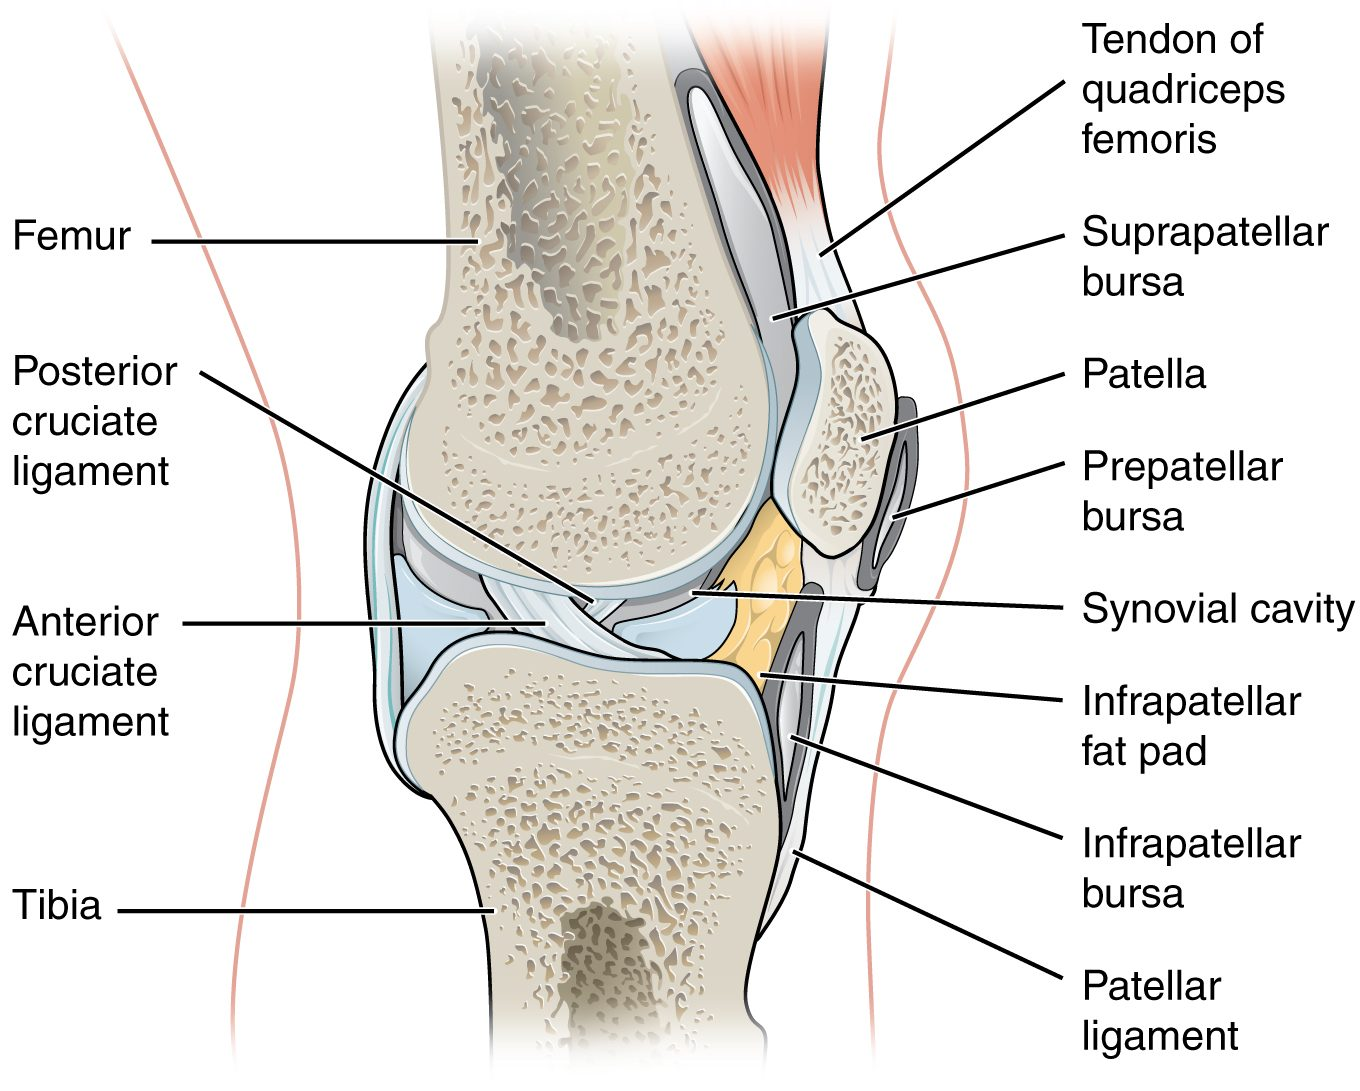 Femur
Posterior
cruciate
ligament
Anterior
cruciate
ligament
Tibia
Tendon of
quadriceps
femoris
Suprapatellar
bursa
Patella
Prepatellar
bursa
Synovial cavity
Infrapatellar
fat pad
Infrapatellar
bursa
Patellar
ligament